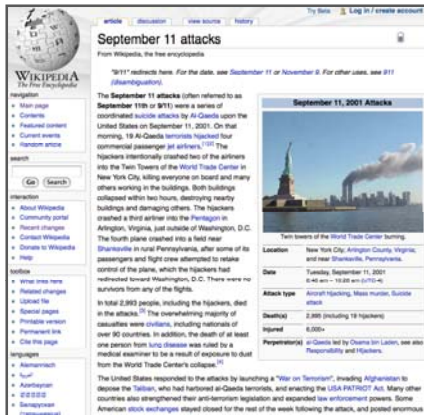 Try Beta
Log in / create account
article
discussion
view source
history
September 11 attacks
From Wikipedia, the free encyclopedia
"9/11" redirects here. For the date, see September 11 or November 9. For other uses, see 911
(disambiguation).
WIKIPEDIA
The Free Encyclopedia
navigation
Main page
Contents
Featured content
Current events
Random article
search
Go
Search
interaction
About Wikipedia
Community portal
Recent changes
Contact Wikipedia
Donate to Wikipedia
Help
toolbox
What links here
Related changes
Upload file
Special pages
Printable version
Permanent link
Cite this page
languages
Alemannisch
العربية
Azərbaycan
বাংলা
Беларуская
The September 11 attacks (often referred to as
September 11th or 9/11) were a series of
coordinated suicide attacks by Al-Qaeda upon the
United States on September 11, 2001. On that
morning, 19 Al-Qaeda terrorists hijacked four
commercial passenger jet airliners.[1][2] The
hijackers intentionally crashed two of the airliners
into the Twin Towers of the World Trade Center in
New York City, killing everyone on board and many
others working in the buildings. Both buildings
collapsed within two hours, destroying nearby
buildings and damaging others. The hijackers
crashed a third airliner into the Pentagon in
Arlington, Virginia, just outside of Washington, D.C.
The fourth plane crashed into a field near
Shanksville in rural Pennsylvania, after some of its
passengers and flight crew attempted to retake
control of the plane, which the hijackers had
redirected toward Washington, D.C. There were no
survivors from any of the flights.
In total 2,993 people, including the hijackers, died
in the attacks.[3] The overwhelming majority of
casualties were civilians, including nationals of
over 90 countries. In addition, the death of at least
one person from lung disease was ruled by a
medical examiner to be a result of exposure to dust
from the World Trade Center's collapse.[4]
The United States responded to the attacks by launching a "War on Terrorism", invading Afghanistan to
depose the Taliban, who had harbored al-Qaeda terrorists, and enacting the USA PATRIOT Act. Many other
countries also strengthened their anti-terrorism legislation and expanded law enforcement powers. Some
American stock exchanges stayed closed for the rest of the week following the attack, and posted enormous
September 11, 2001 Attacks
Twin towers of the World Trade Center burning.
Location New York City; Arlington County, Virginia;
and near Shanksville, Pennsylvania.
Date Tuesday, September 11, 2001
8:46 am – 10:28 am (UTC-4)
Attack type Aircraft hijacking, Mass murder, Suicide
attack
Death(s) 2,993 (including 19 hijackers)
Injured 6,000+
Perpetrator(s) al-Qaeda led by Osama bin Laden, see also
Responsibility and Hijackers.